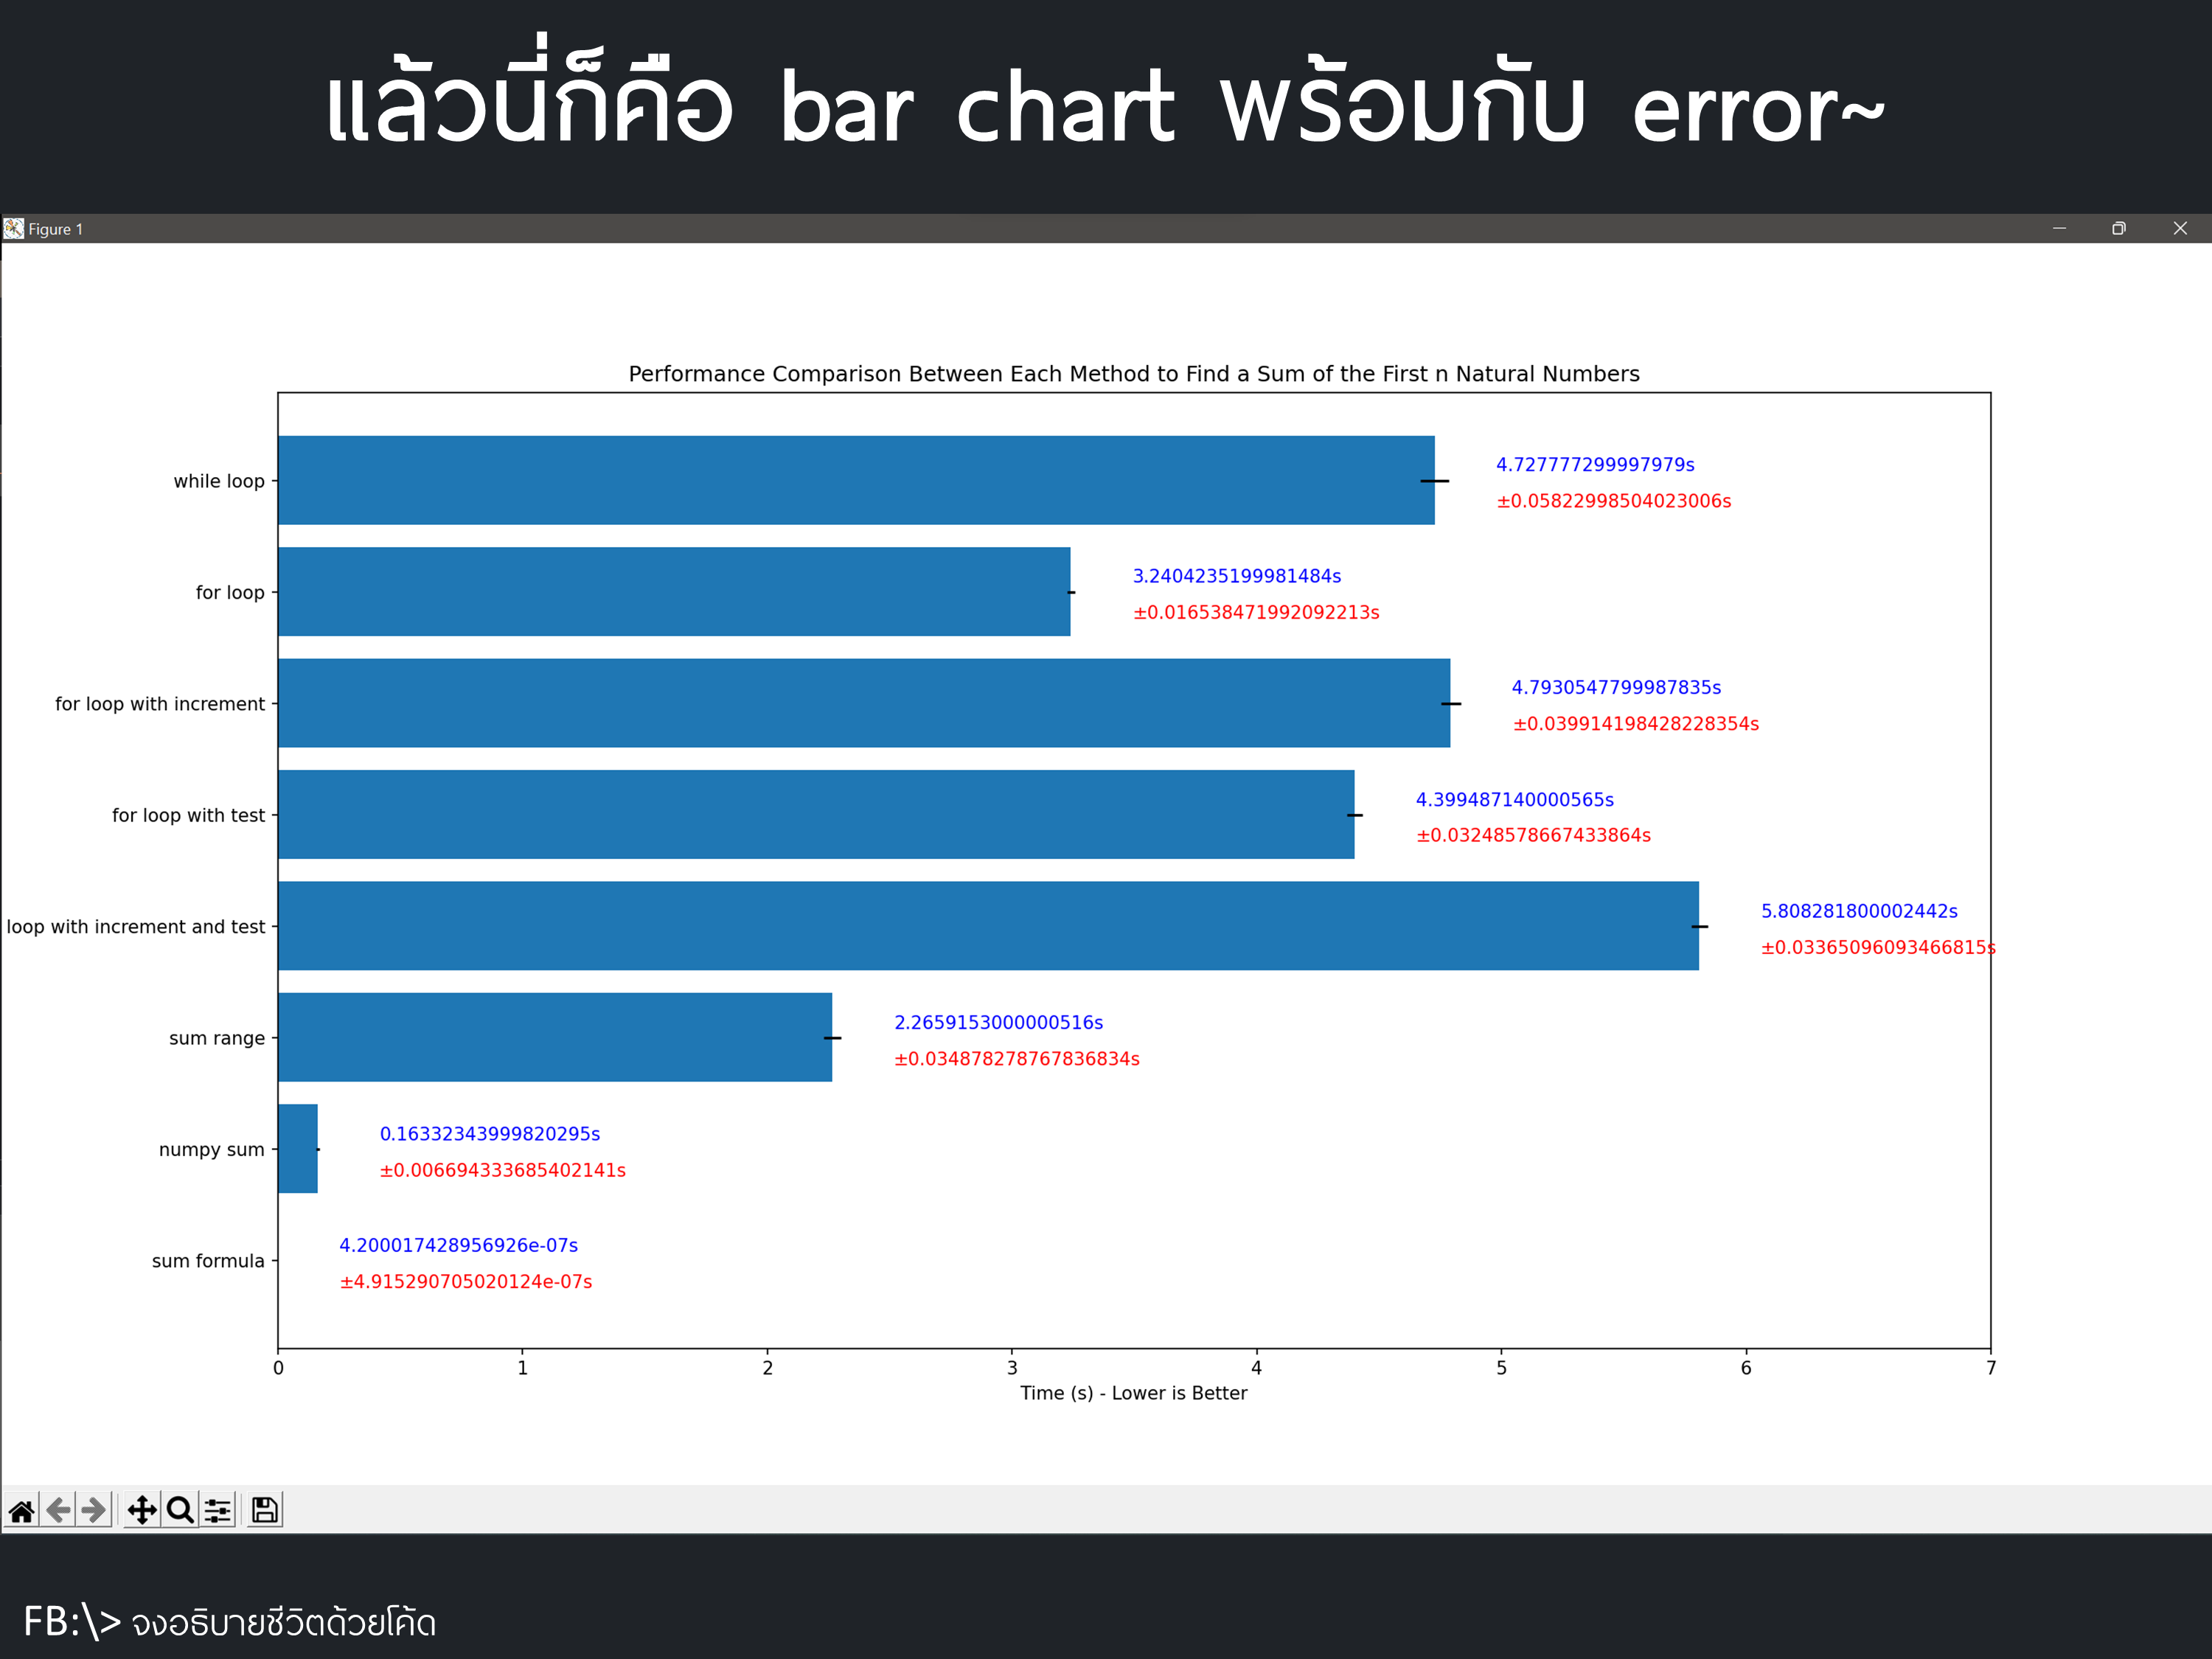 แล้วนี่ก็คือ bar chart พร้อมกับ error~
Figure 1
Performance Comparison Between Each Method to Find a Sum of the First n Natural Numbers
while loop
4.727777299997979s
±0.05822998504023006s
for loop
3.2404235199981484s
±0.016538471992092213s
for loop with increment
4.7930547799987835s
±0.039914198428228354s
for loop with test
4.399487140000565s
±0.03248578667433864s
loop with increment and test
5.808281800002442s
±0.03365096093466815s
sum range
2.2659153000000516s
±0.034878278767836834s
numpy sum
0.16332343999820295s
±0.006694333685402141s
sum formula
4.200017428956926e-07s
±4.915290705020124e-07s
0 1 2 3 4 5 6 7
Time (s) - Lower is Better
FB:\> จงอธิบายชีวิตด้วยโค้ด